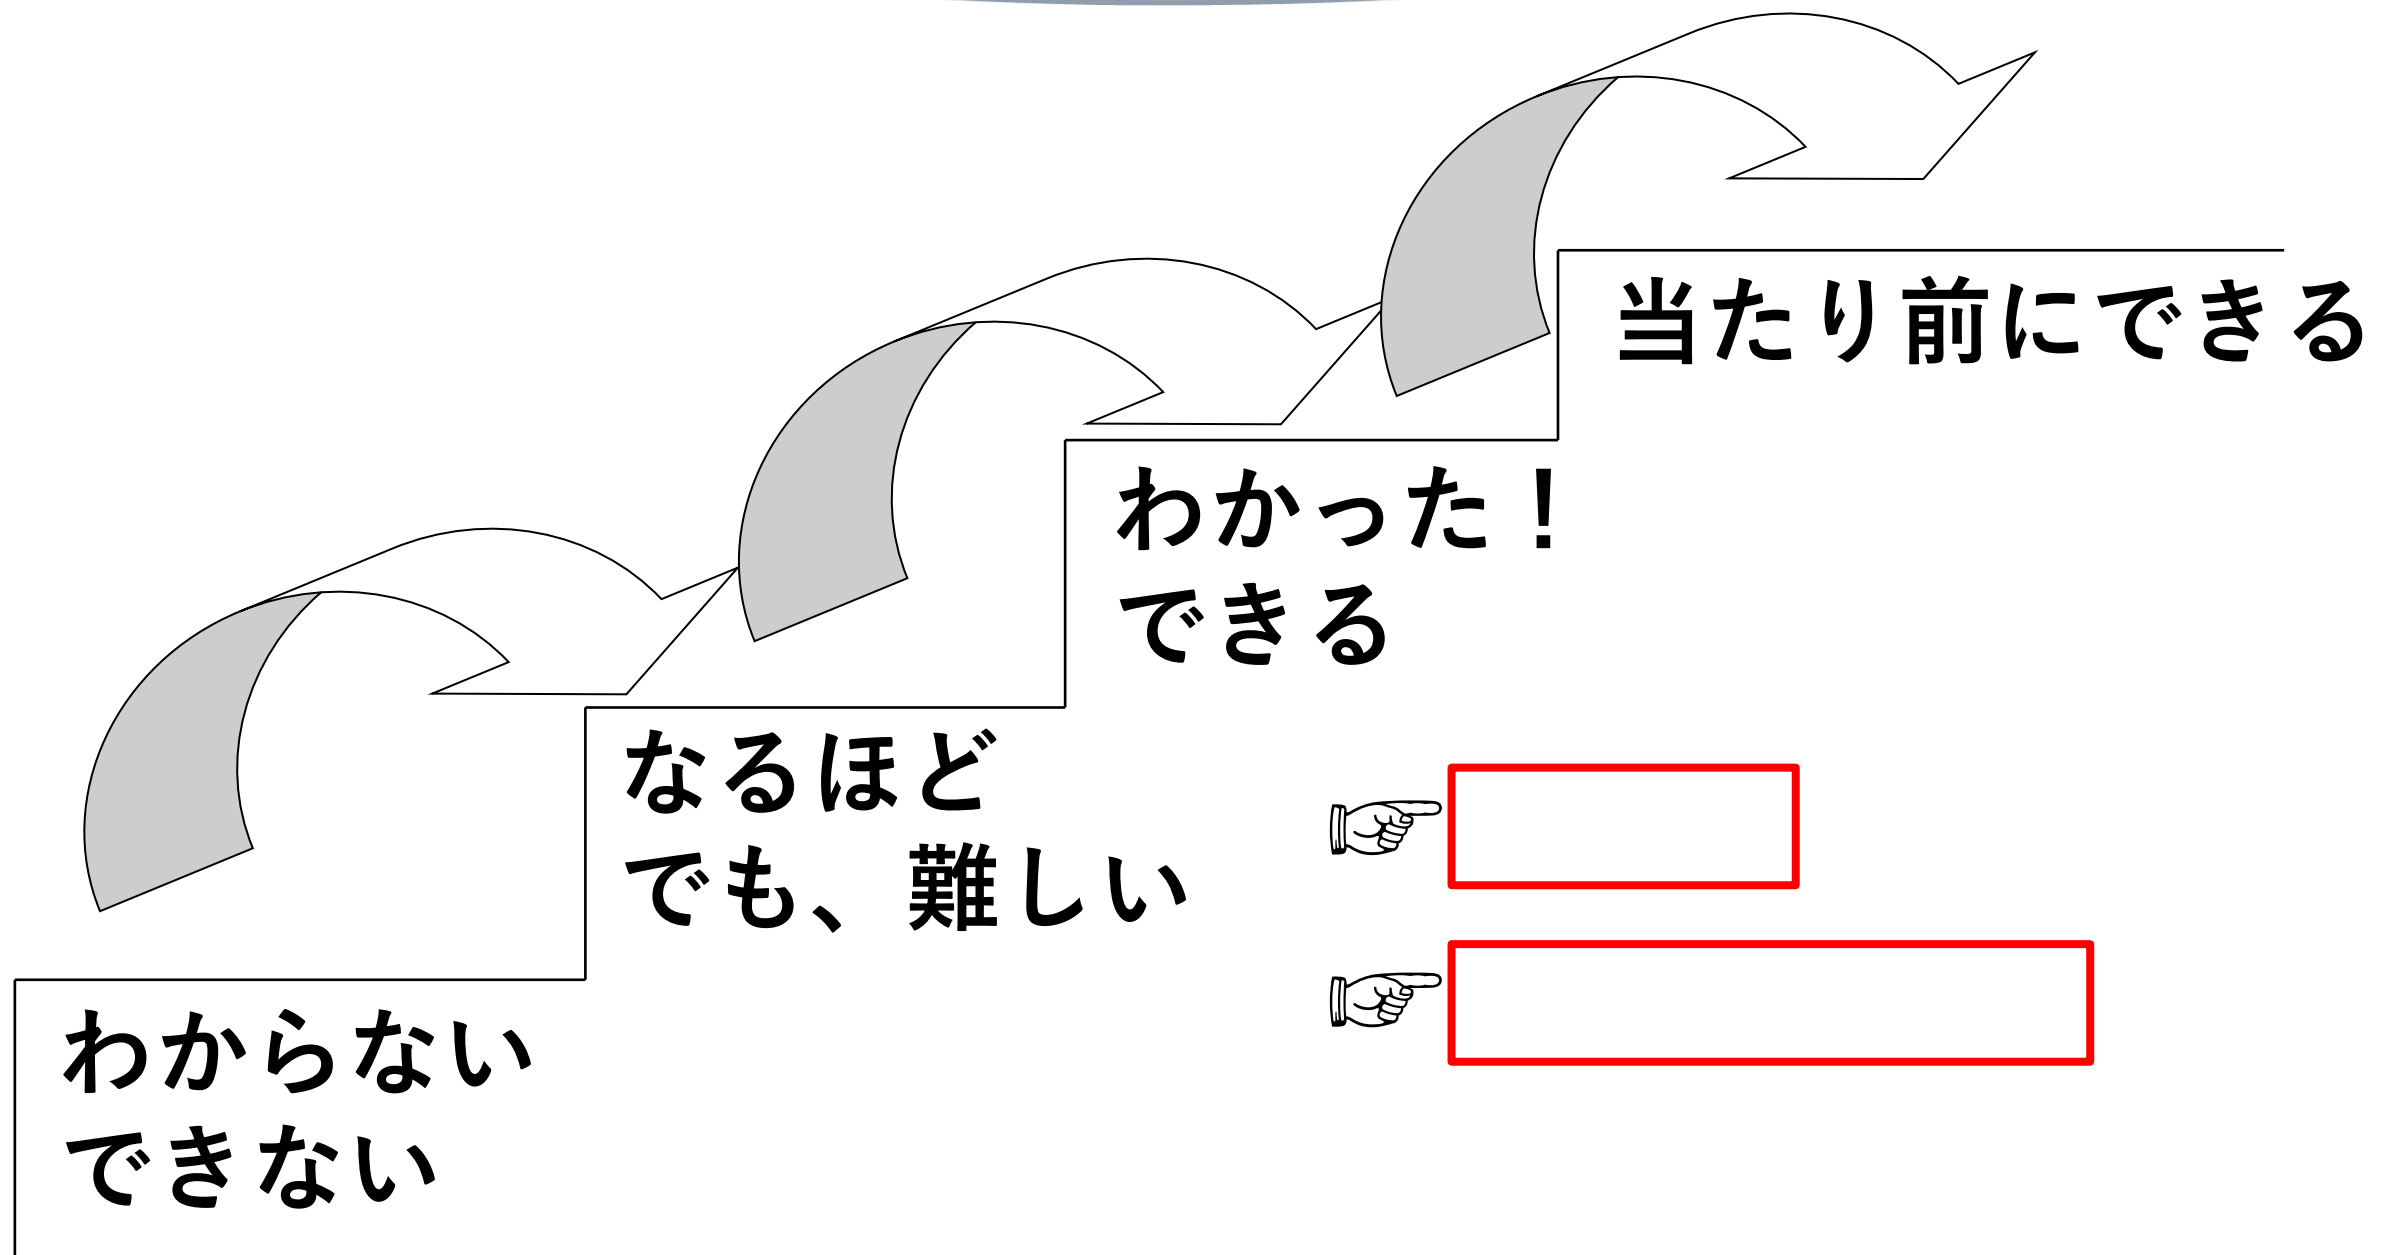 当たり前にできる
わかった！
できる
なるほど
でも、難しい
わからない
できない